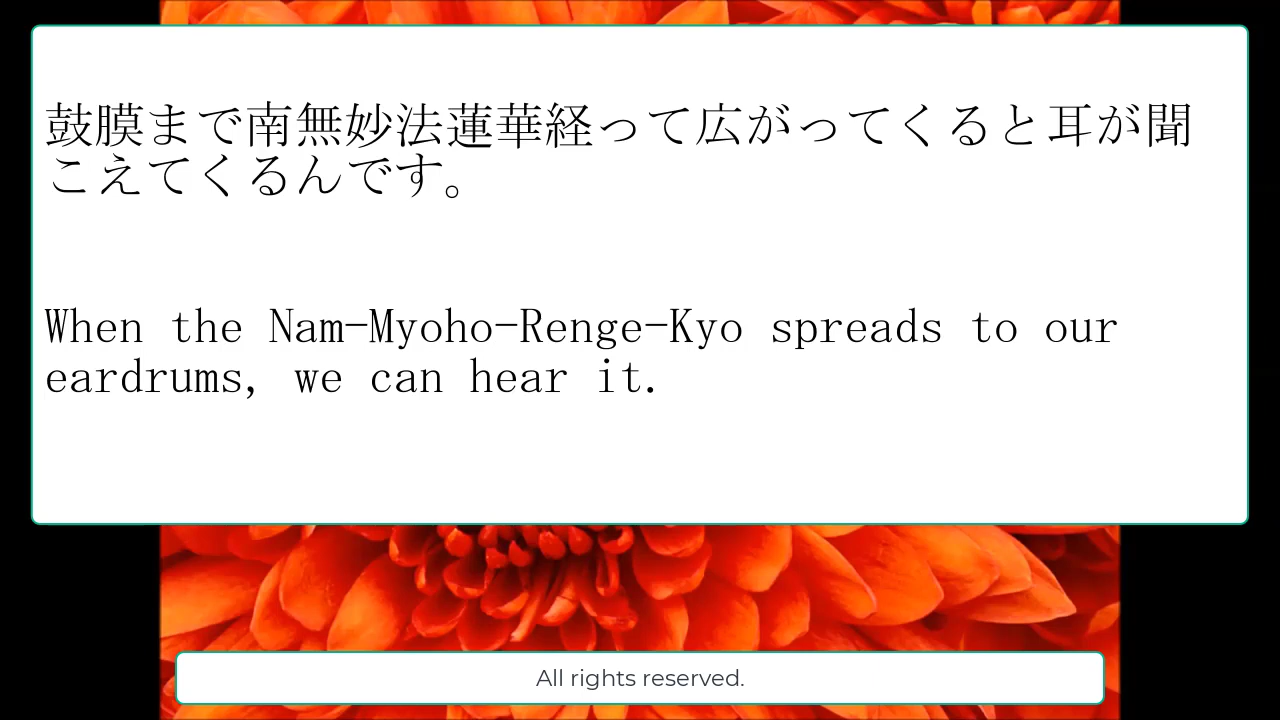 鼓膜まで南無妙法蓮華経って広がってくると耳が聞
こえてくるんです。
When the Nam-Myoho-Renge-Kyo spreads to our
eardrums, we can hear it.
All rights reserved.